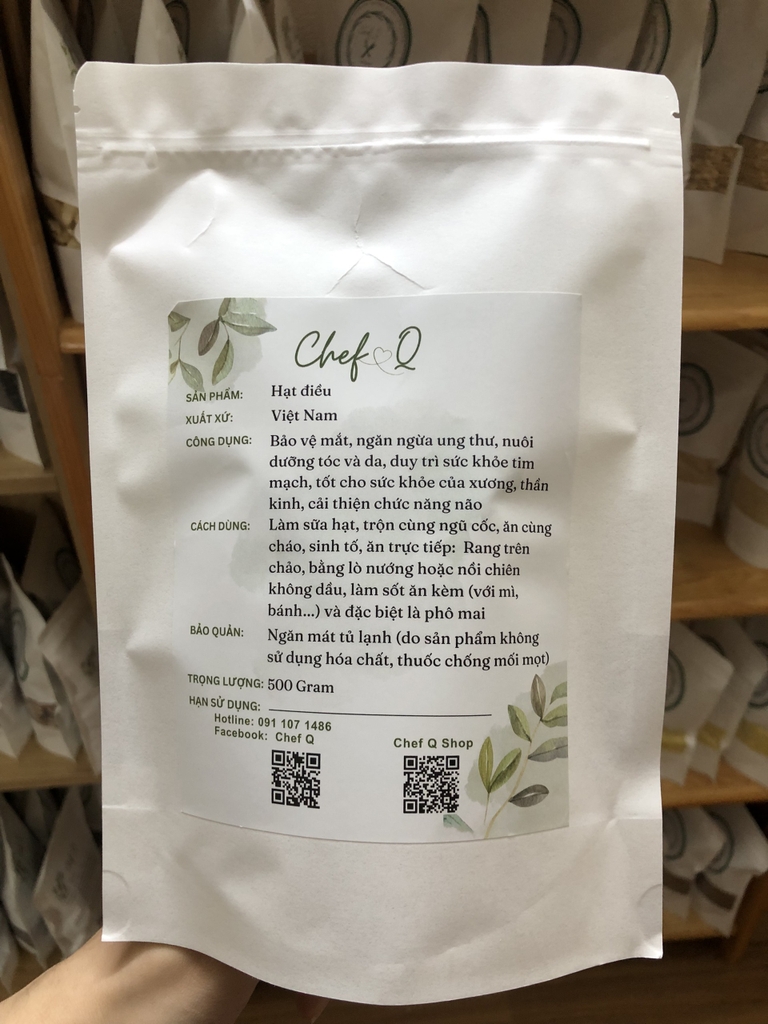 Chef Q
SẢN PHẨM: Hạt điều
XUẤT XỨ: Việt Nam
CÔNG DỤNG: Bảo vệ mắt, ngăn ngừa ung thư, nuôi
dưỡng tóc và da, duy trì sức khỏe tim
mạch, tốt cho sức khỏe của xương, thần
kinh, cải thiện chức năng não
CÁCH DÙNG: Làm sữa hạt, trộn cùng ngũ cốc, ăn cùng
cháo, sinh tố, ăn trực tiếp: Rang trên
chảo, bằng lò nướng hoặc nồi chiên
không dầu, làm sốt ăn kèm (với mì,
bánh...) và đặc biệt là phô mai
BẢO QUẢN: Ngăn mát tủ lạnh (do sản phẩm không
sử dụng hóa chất, thuốc chống mối mọt)
TRỌNG LƯỢNG: 500 Gram
HẠN SỬ DỤNG:
Hotline: 091 107 1486
Facebook: Chef Q
Chef Q Shop